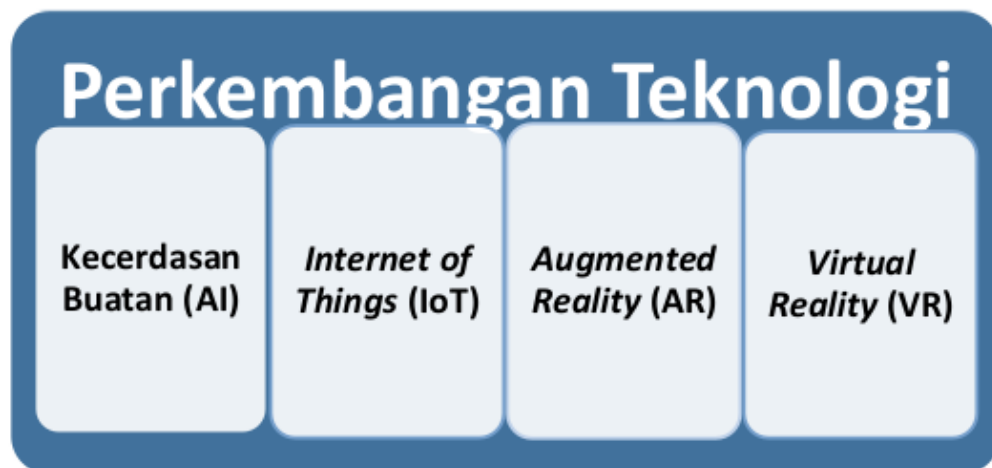 Perkembangan Teknologi
Kecerdasan
Buatan (AI)
Internet of
Things (IoT)
Augmented
Reality (AR)
Virtual
Reality (VR)